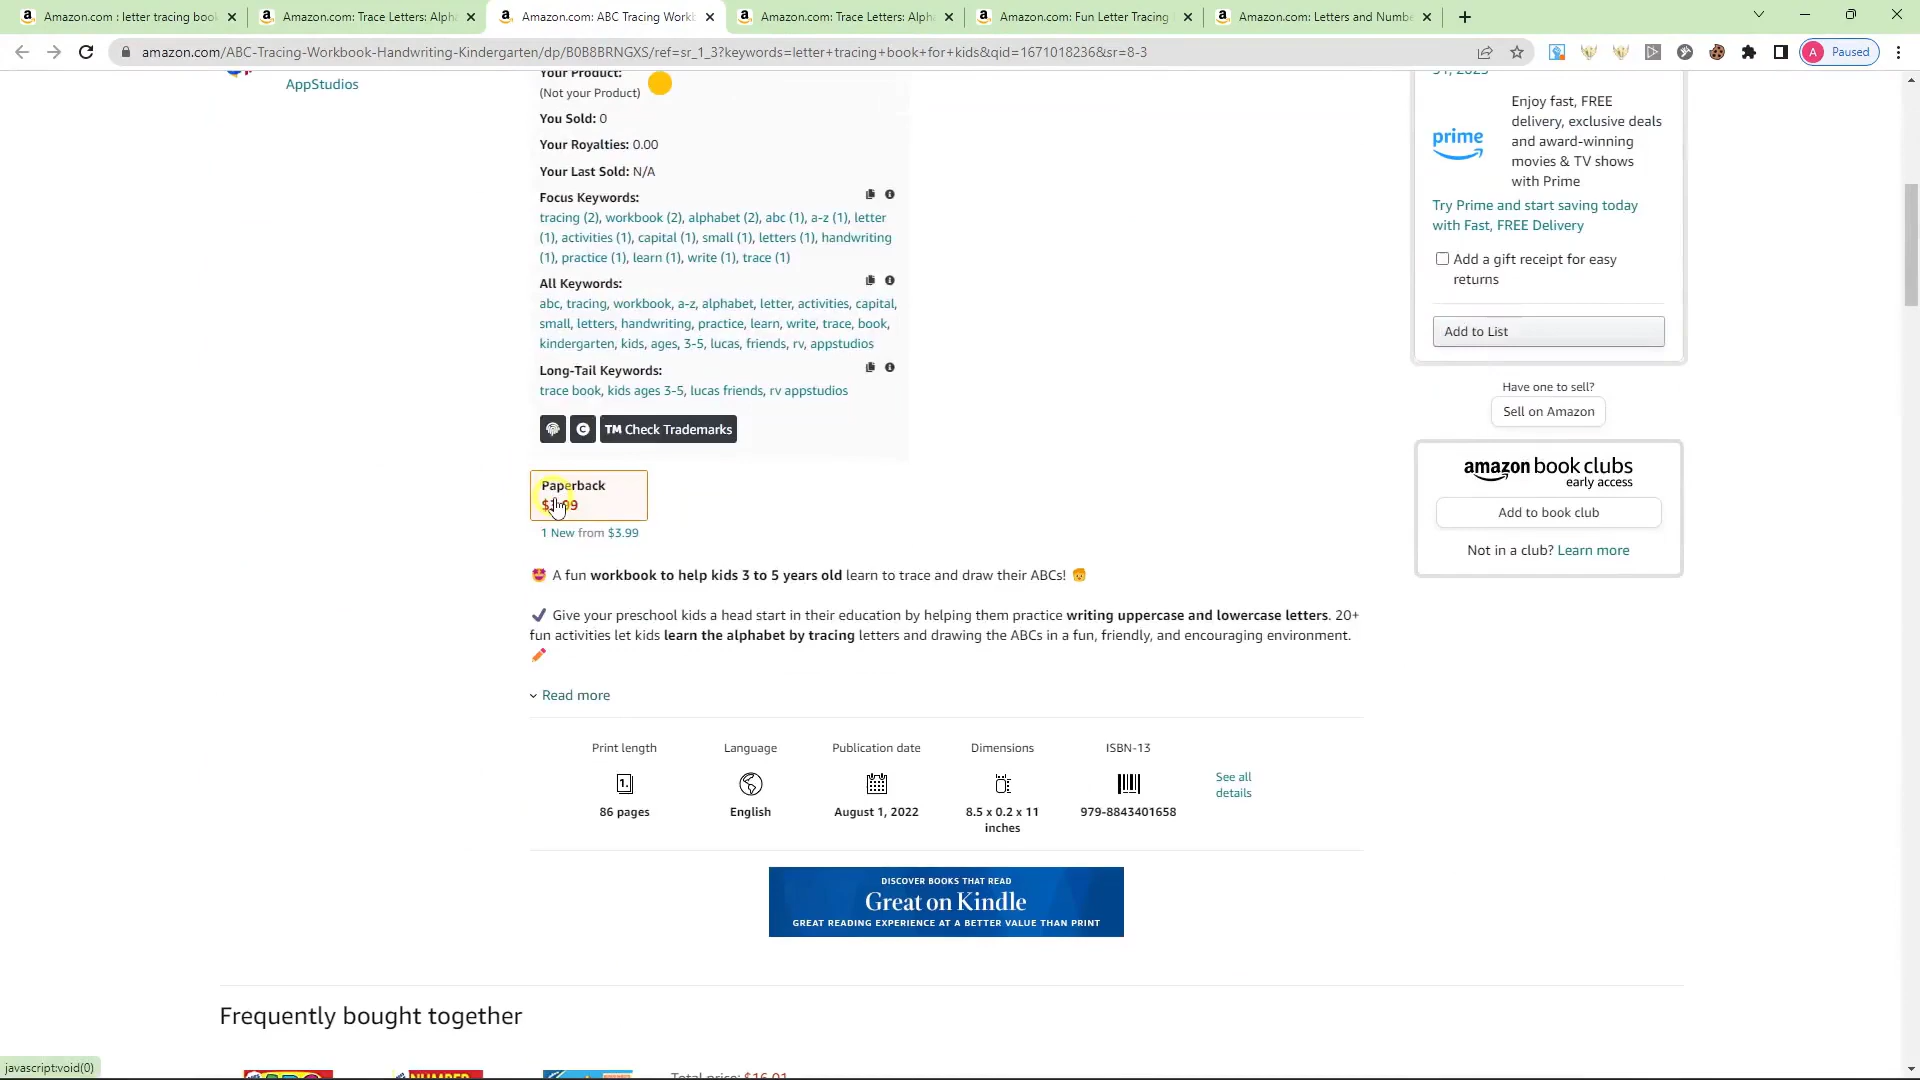 Amazon.com : letter tracing book
Amazon.com: Trace Letters: Alph
Amazon.com: ABC Tracing Work
Amazon.com: Trace Letters: Alph
Amazon.com: Fun Letter Tracing
Amazon.com: Letters and Numb
amazon.com/ABC-Tracing-Workbook-Handwriting-Kindergarten/dp/B0B8BRNGXS/ref=sr_1_3?keywords=letter+tracing+book+for+kids&qid=1671018236&sr=8-3
A Paused
AppStudios
Your Product:
(Not your Product)
You Sold: 0
Your Royalties: 0.00
Your Last Sold: N/A
Focus Keywords:
tracing (2), workbook (2), alphabet (2), abc (1), a-z (1), letter
(1), activities (1), capital (1), small (1), letters (1), handwriting
(1), practice (1), learn (1), write (1), trace (1)
All Keywords:
abc, tracing, workbook, a-z, alphabet, letter, activities, capital,
small, letters, handwriting, practice, learn, write, trace, book,
kindergarten, kids, ages, 3-5, lucas, friends, rv, appstudios
Long-Tail Keywords:
trace book, kids ages 3-5, lucas friends, rv appstudios
C
TM Check Trademarks
Paperback
1 New from $3.99
A fun workbook to help kids 3 to 5 years old learn to trace and draw their ABCs!
Give your preschool kids a head start in their education by helping them practice writing uppercase and lowercase letters. 20+
fun activities let kids learn the alphabet by tracing letters and drawing the ABCs in a fun, friendly, and encouraging environment.
Read more
Print length
86 pages
Language
English
Publication date
August 1, 2022
Dimensions
8.5 x 0.2 x 11
inches
ISBN-13
979-8843401658
See all
details
DISCOVER BOOKS THAT READ
Great on Kindle
GREAT READING EXPERIENCE AT A BETTER VALUE THAN PRINT
Frequently bought together
Total price: $16.01
prime
Enjoy fast, FREE
delivery, exclusive deals
and award-winning
movies & TV shows
with Prime
Try Prime and start saving today
with Fast, FREE Delivery
Add a gift receipt for easy
returns
Add to List
Have one to sell?
Sell on Amazon
amazon book clubs
early access
Add to book club
Not in a club? Learn more
javascript:void(0)